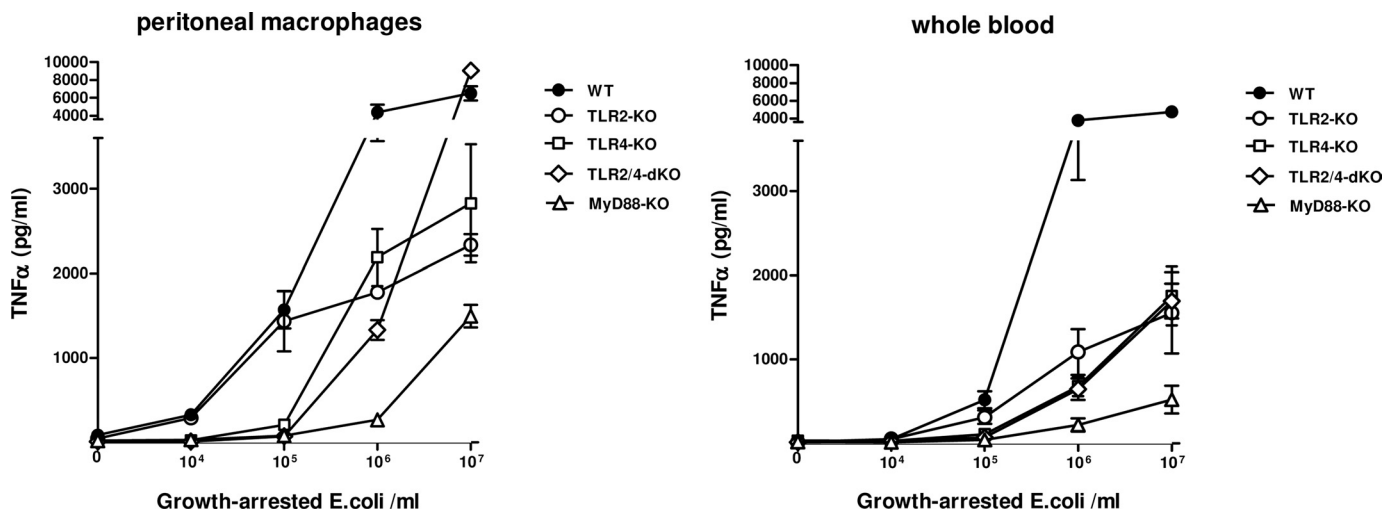 peritoneal macrophages
10000
8000
6000
4000
3000
2000
1000
TNFα (pg/ml)
0
10⁴
10⁵
10⁶
10⁷
Growth-arrested E.coli /ml
WT
TLR2-KO
TLR4-KO
TLR2/4-dKO
MyD88-KO
whole blood
10000
8000
6000
4000
3000
2000
1000
TNFα (pg/ml)
0
10⁴
10⁵
10⁶
10⁷
Growth-arrested E.coli /ml
WT
TLR2-KO
TLR4-KO
TLR2/4-dKO
MyD88-KO